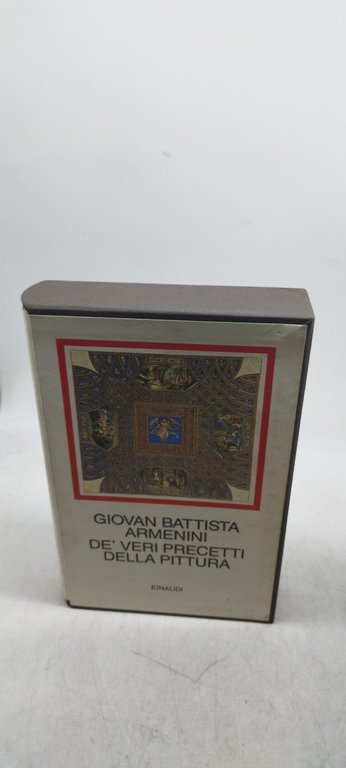 GIOVAN BATTISTA
ARMENINI
DE' VERI PRECETTI
DELLA PITTURA
EINAUDI